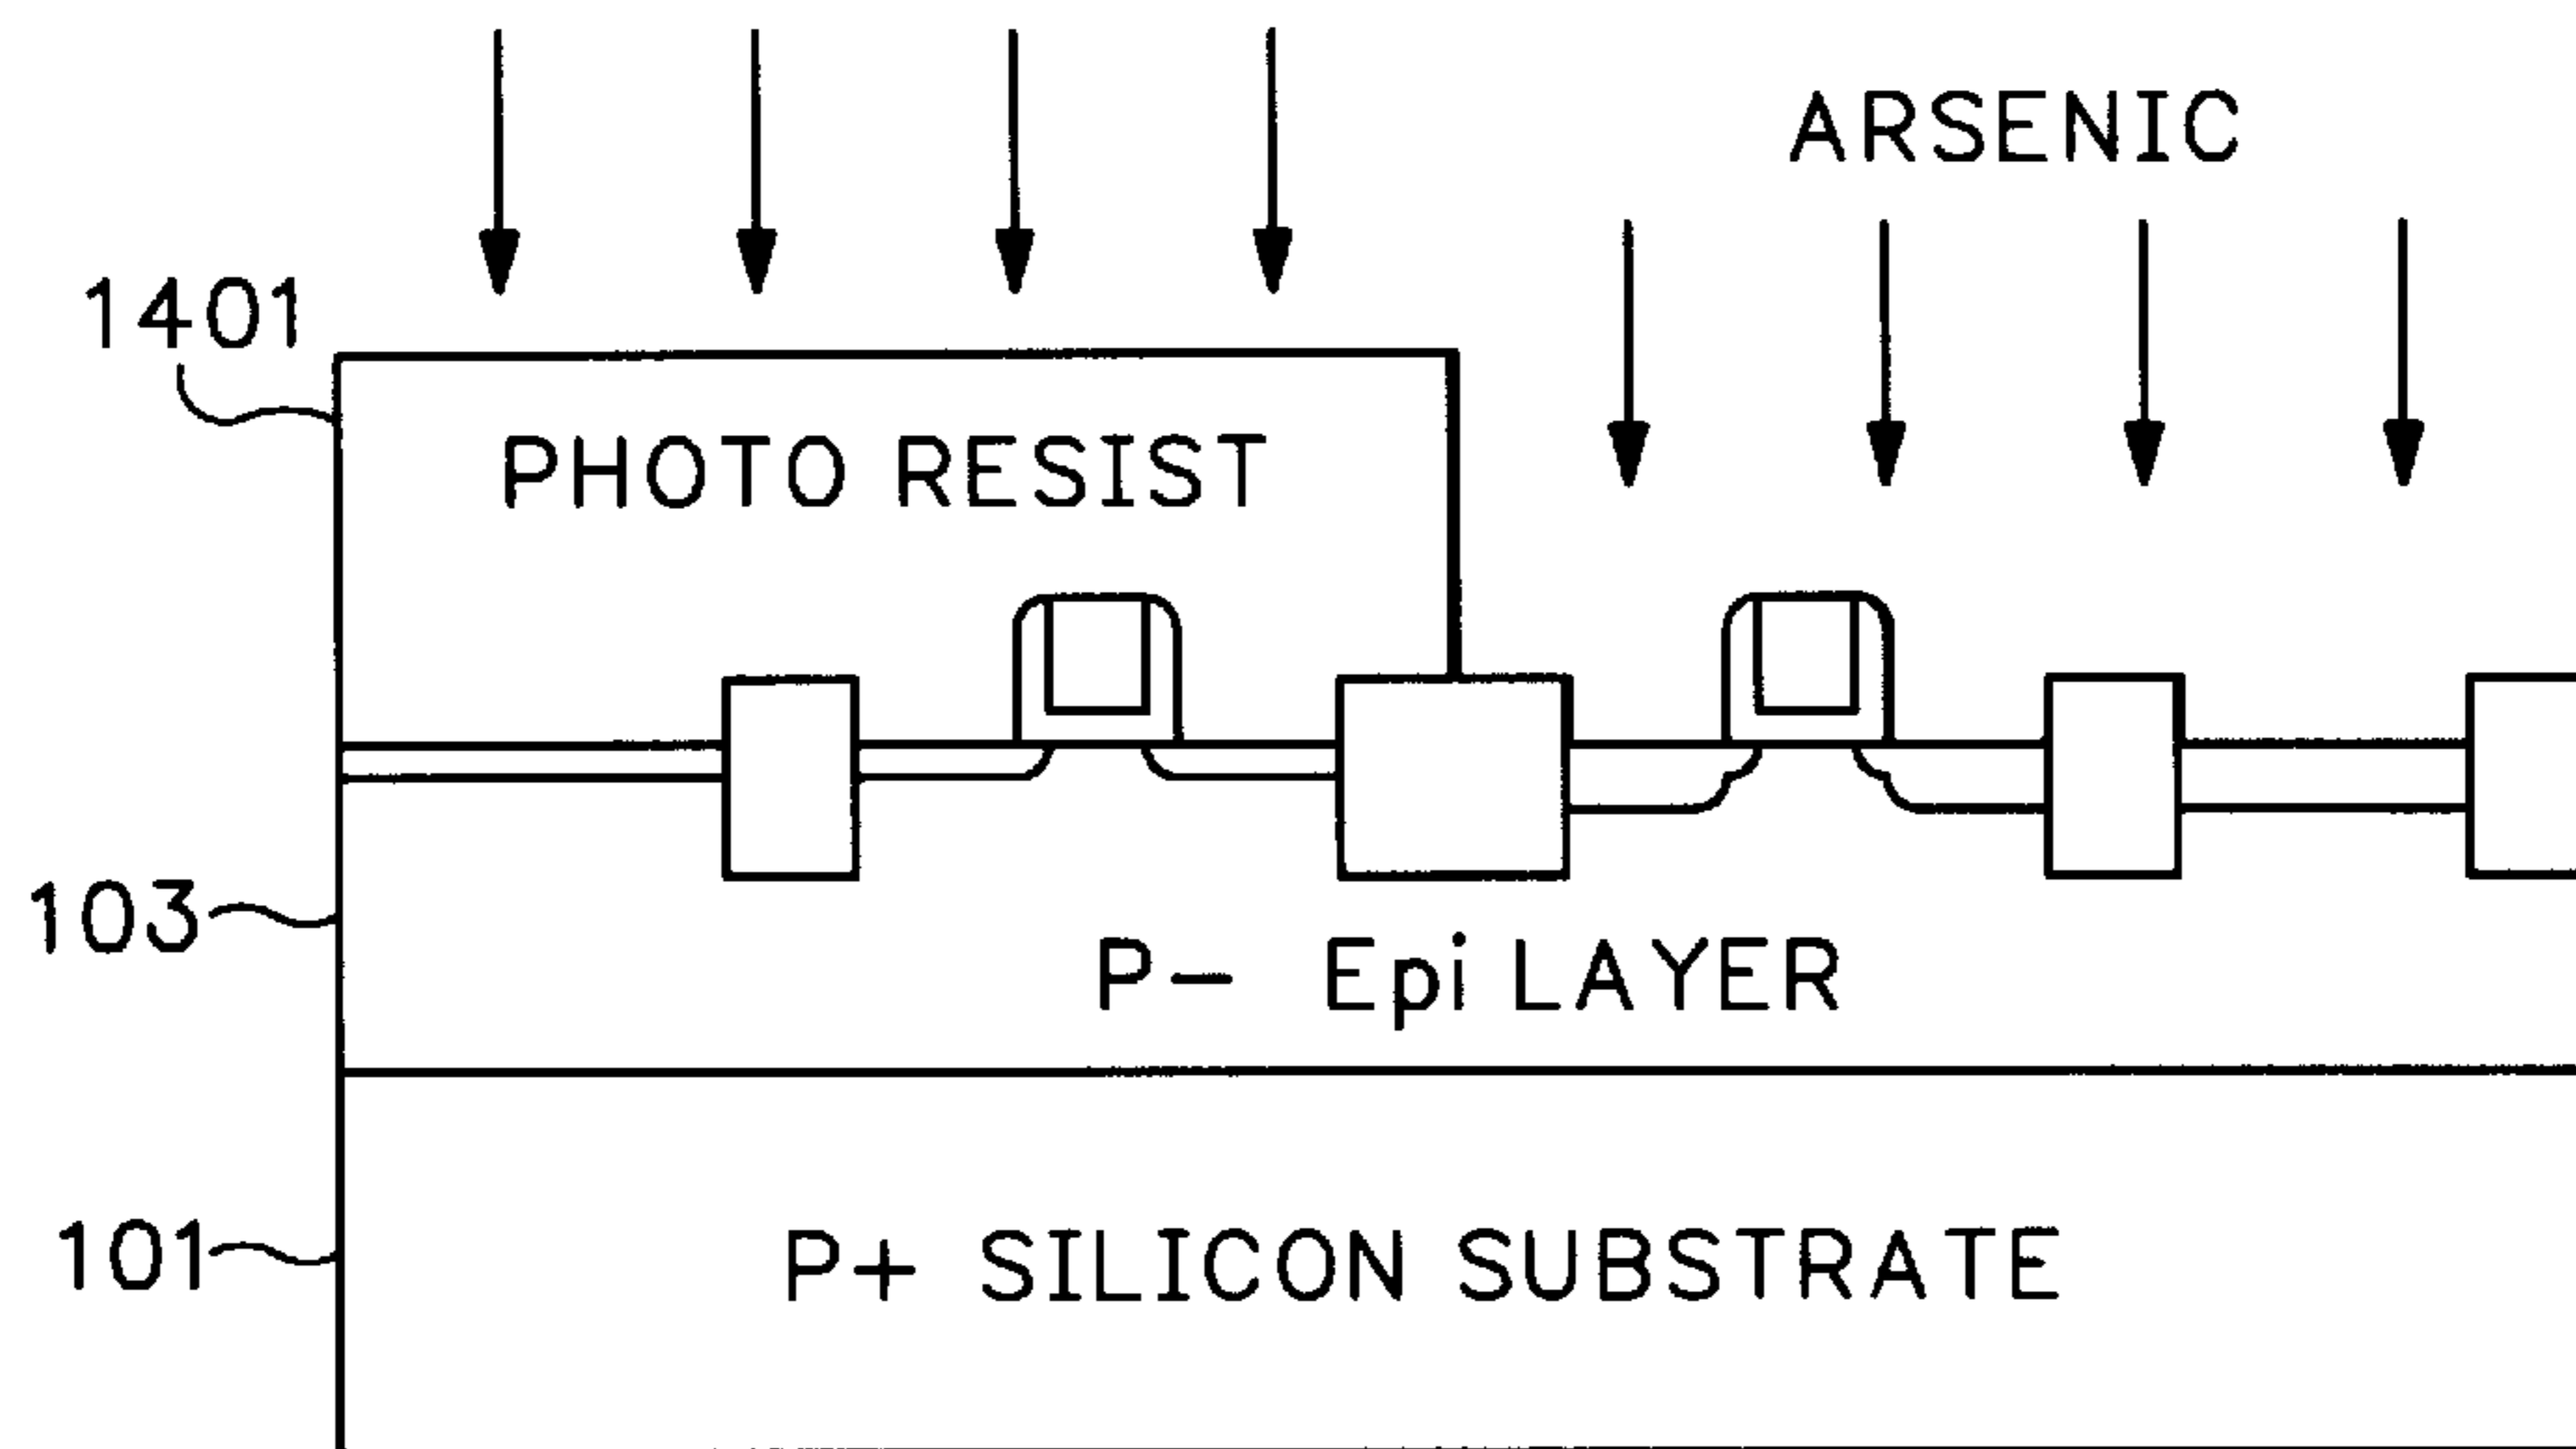 ARSENIC
1401
PHOTO RESIST
103
P- Epi LAYER
101
P+ SILICON SUBSTRATE